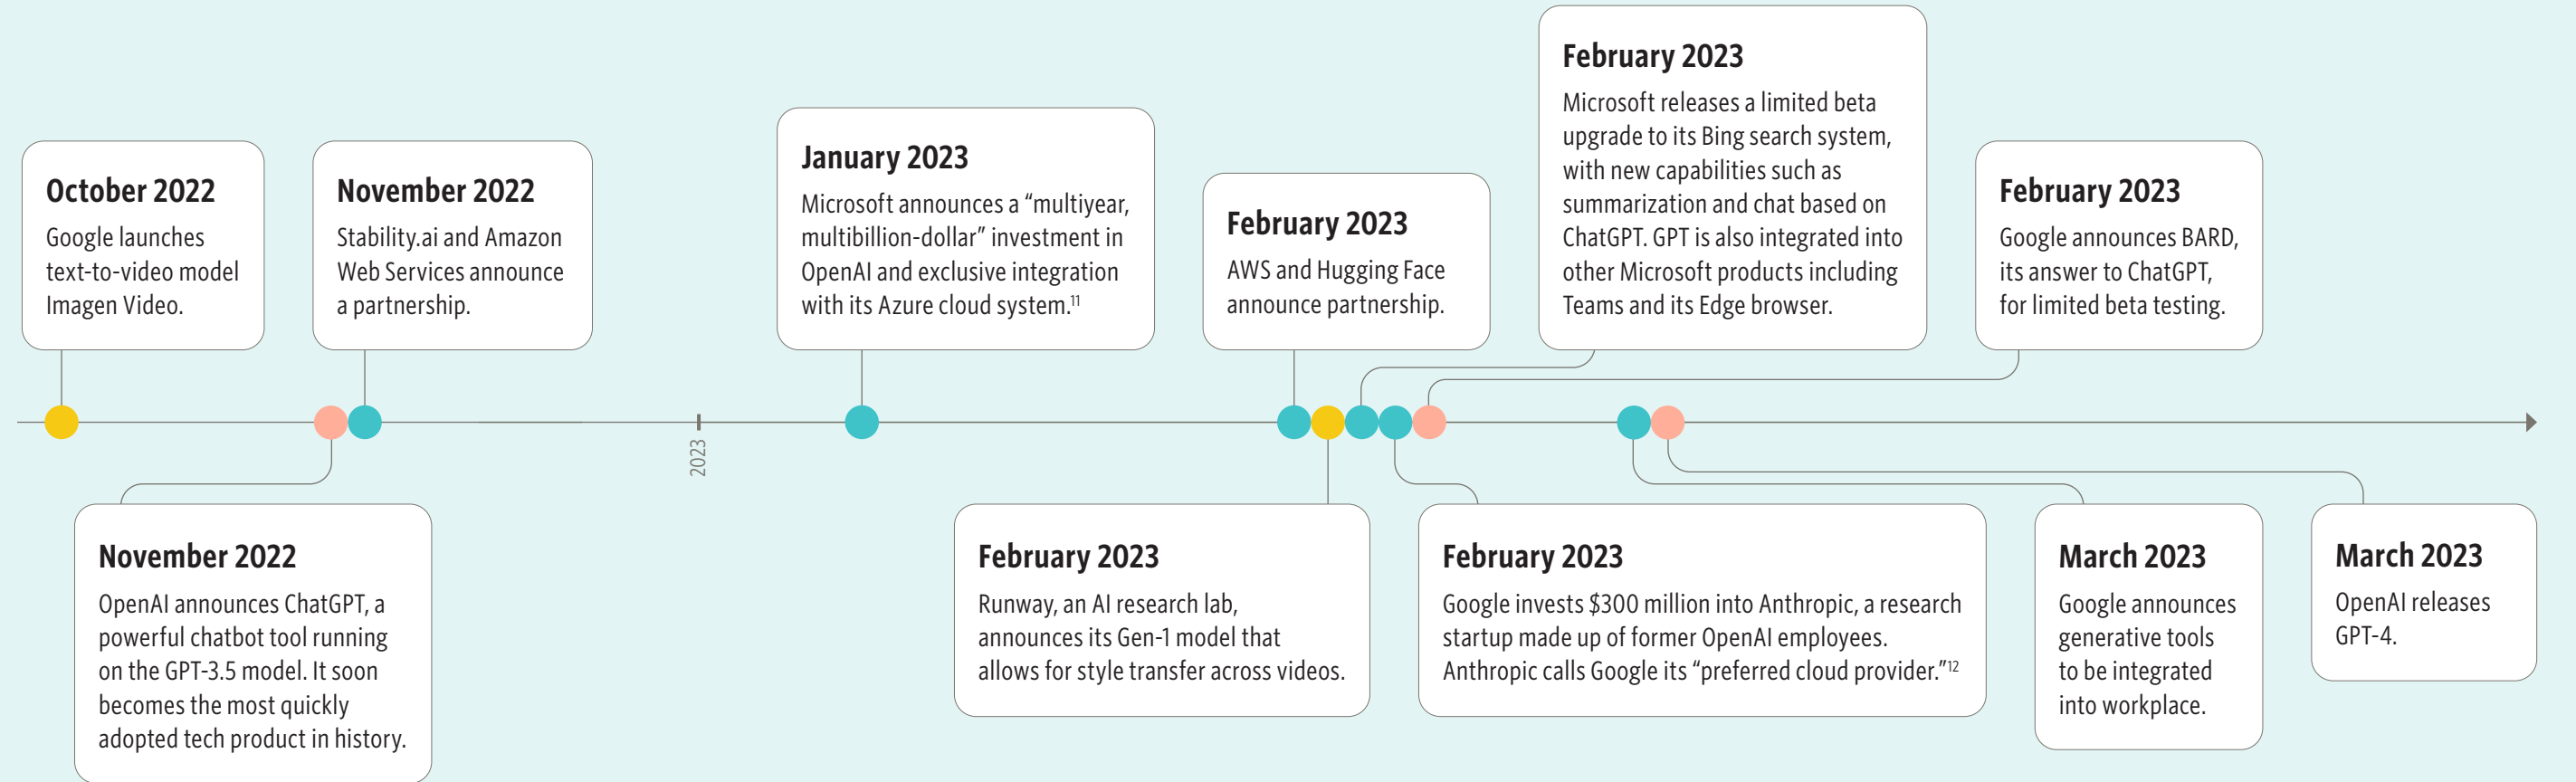 October 2022
Google launches
text-to-video model
Imagen Video.
November 2022
Stability.ai and Amazon
Web Services announce
a partnership.
January 2023
Microsoft announces a “multiyear,
multibillion-dollar” investment in
OpenAI and exclusive integration
with its Azure cloud system.11
February 2023
AWS and Hugging Face
announce partnership.
February 2023
Microsoft releases a limited beta
upgrade to its Bing search system,
with new capabilities such as
summarization and chat based on
ChatGPT. GPT is also integrated into
other Microsoft products including
Teams and its Edge browser.
February 2023
Google announces BARD,
its answer to ChatGPT,
for limited beta testing.
2023
November 2022
OpenAI announces ChatGPT, a
powerful chatbot tool running
on the GPT-3.5 model. It soon
becomes the most quickly
adopted tech product in history.
February 2023
Runway, an AI research lab,
announces its Gen-1 model that
allows for style transfer across videos.
February 2023
Google invests $300 million into Anthropic, a research
startup made up of former OpenAI employees.
Anthropic calls Google its “preferred cloud provider.”12
March 2023
Google announces
generative tools
to be integrated
into workplace.
March 2023
OpenAI releases
GPT-4.